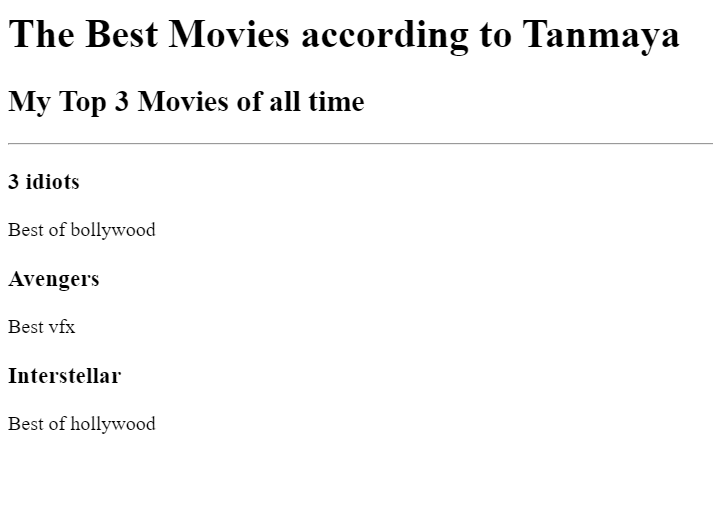 The Best Movies according to Tanmaya
My Top 3 Movies of all time
3 idiots
Best of bollywood
Avengers
Best vfx
Interstellar
Best of hollywood